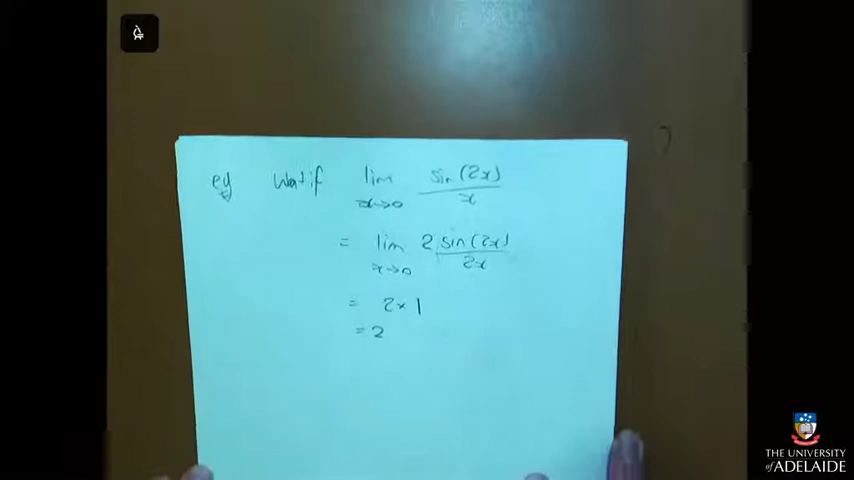 eg Wat if lim sin(2x)
x→0 x
= lim 2 sin(2x)
x→0 2x
= 2×1
= 2
THE UNIVERSITY
of ADELAIDE